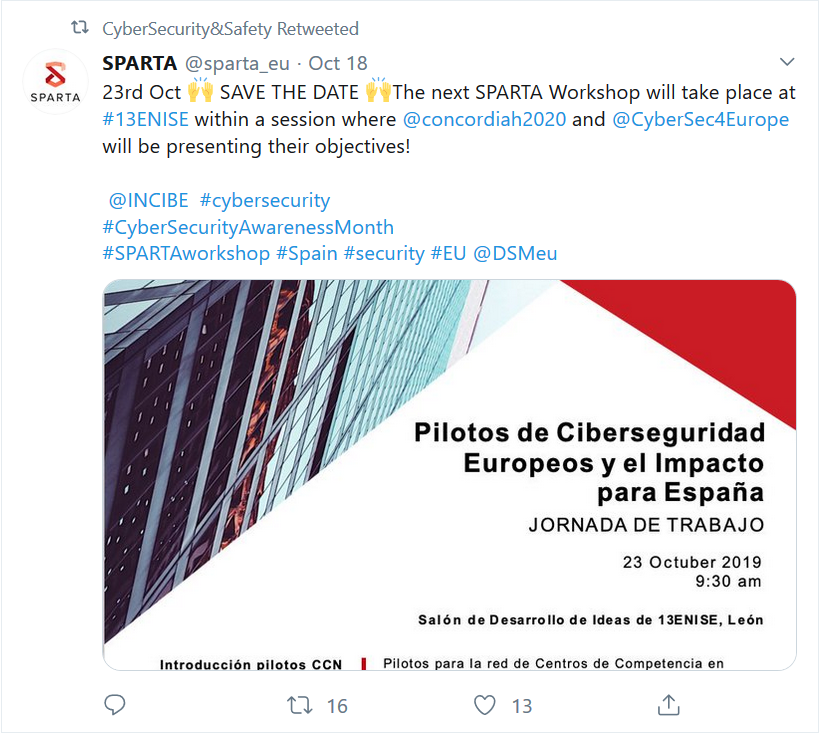 CyberSecurity&Safety Retweeted
SPARTA @sparta_eu · Oct 18
SPARTA
23rd Oct 🙌 SAVE THE DATE 🙌The next SPARTA Workshop will take place at
#13ENISE within a session where @concordiah2020 and @CyberSec4Europe
will be presenting their objectives!
@INCIBE #cybersecurity
#CyberSecurityAwarenessMonth
#SPARTAworkshop #Spain #security #EU @DSMeu
Pilotos de Ciberseguridad
Europeos y el Impacto
para España
JORNADA DE TRABAJO
23 Octuber 2019
9:30 am
Salón de Desarrollo de Ideas de 13ENISE, León
Introducción pilotos CCN
Pilotos para la red de Centros de Competencia en
16
13